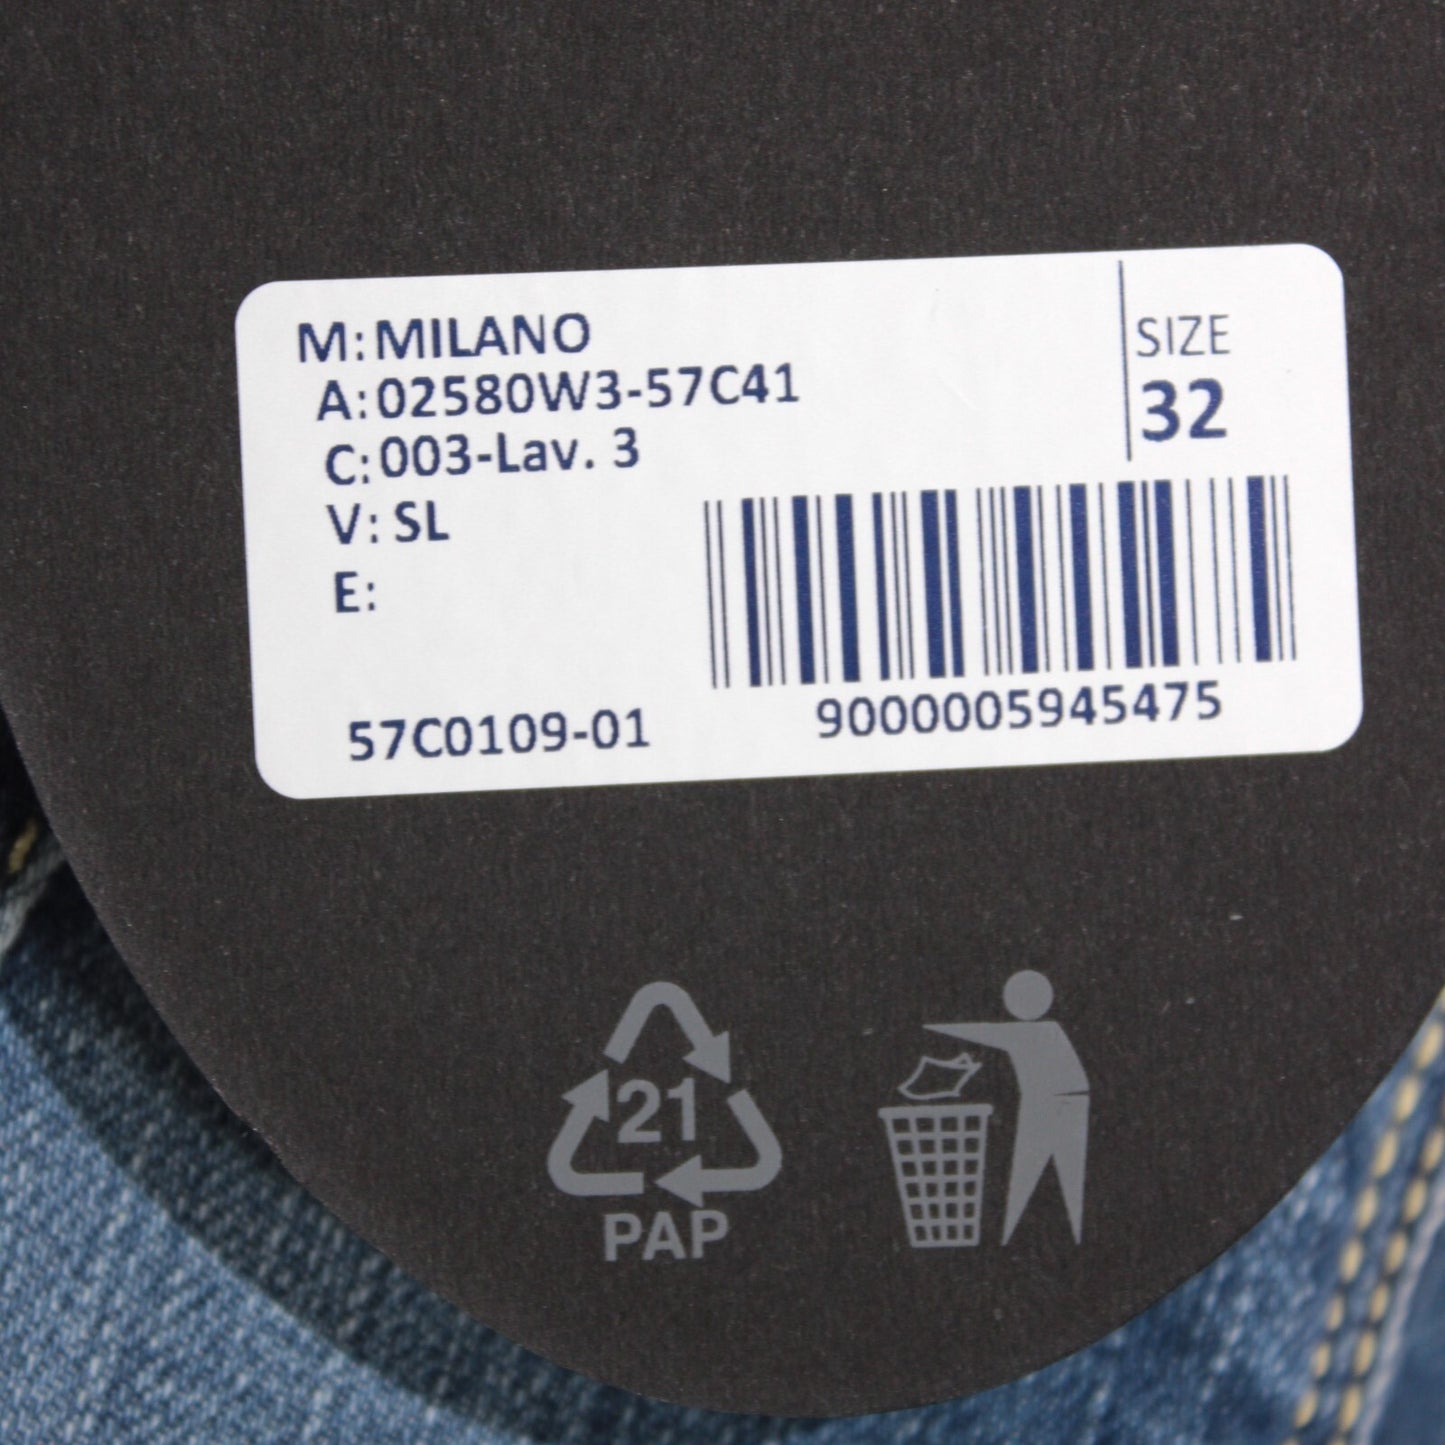 M: MILANO
A: 02580W3-57C41
C: 003-Lav. 3
V: SL
E:
SIZE
32
57C0109-01
9000005945475
21
PAP